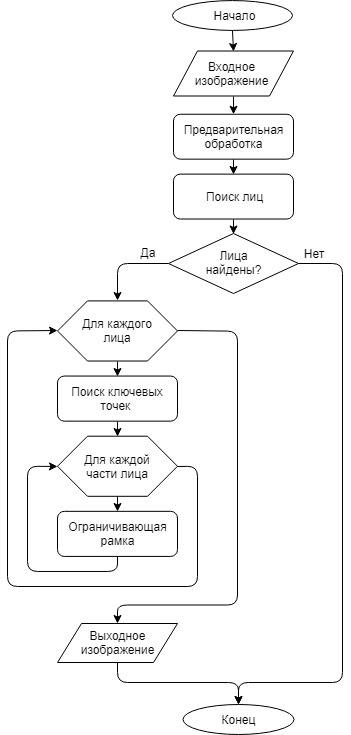 Начало
Входное
изображение
Предварительная
обработка
Поиск лиц
Лица
найдены?
Да
Нет
Для каждого
лица
Поиск ключевых
точек
Для каждой
части лица
Ограничивающая
рамка
Выходное
изображение
Конец